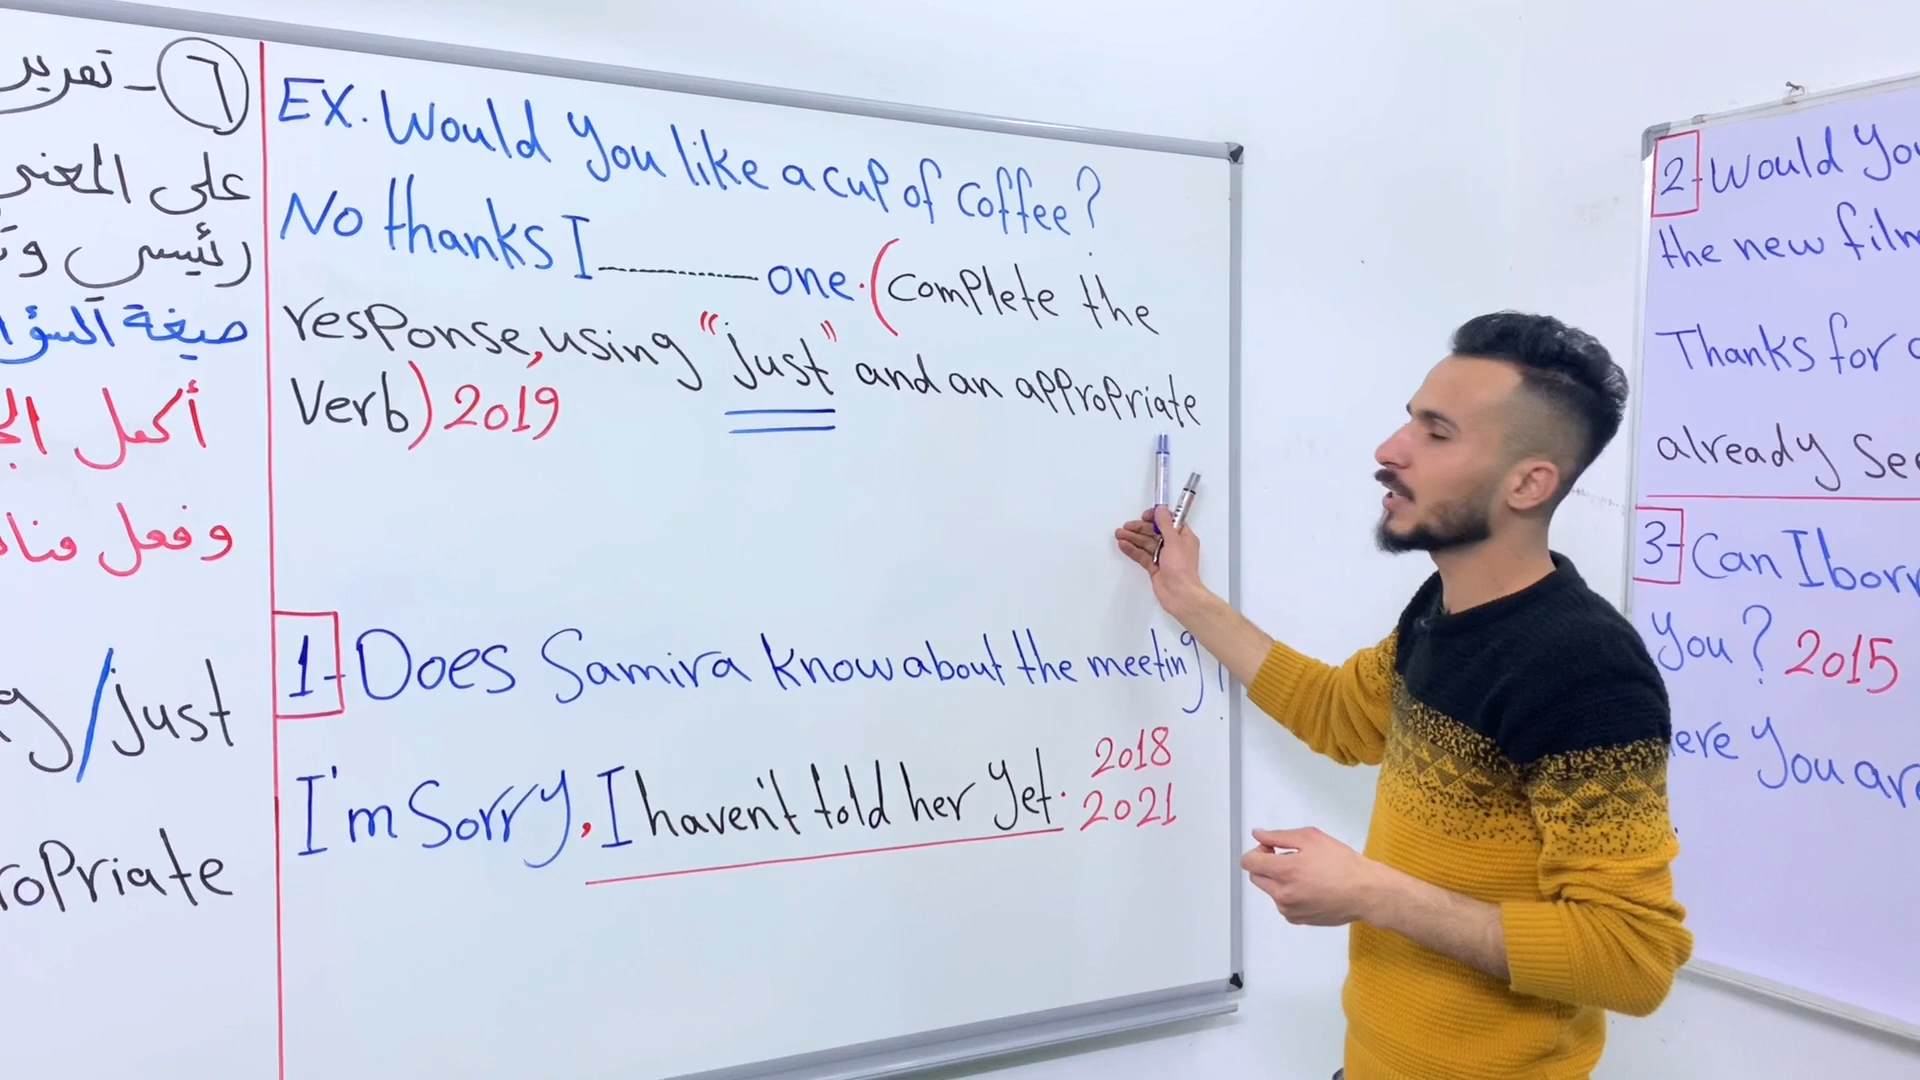 ٦ - تمرير
على المعنى
رئيسي و
صيغة السؤا
أكمل الج
وفعل منا
g/just
ropriate
EX. Would you like a cup of coffee?
No thanks I ............ one. (complete the
response, using "just" and an appropriate
verb) 2019
1- Does Samira know about the meeting?
I'm Sorry, I haven't told her yet. 2018
2021
2- Would you
the new film
Thanks for
already See
3- Can I borr
you? 2015
ere you are